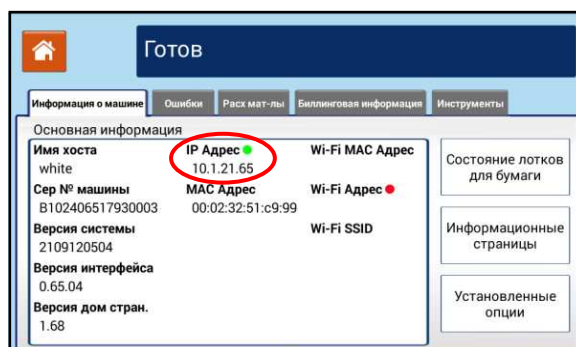 Готов
Информация о машине
Ошибки
Расх мат-лы
Биллинговая информация
Инструменты
Основная информация
Имя хоста
white
Сер № машины
B102406517930003
Версия системы
2109120504
Версия интерфейса
0.65.04
Версия дом стран.
1.68
IP Адрес
10.1.21.65
MAC Адрес
00:02:32:51:c9:99
Wi-Fi MAC Адрес
Wi-Fi Адрес
Wi-Fi SSID
Состояние лотков
для бумаги
Информационные
страницы
Установленные
опции